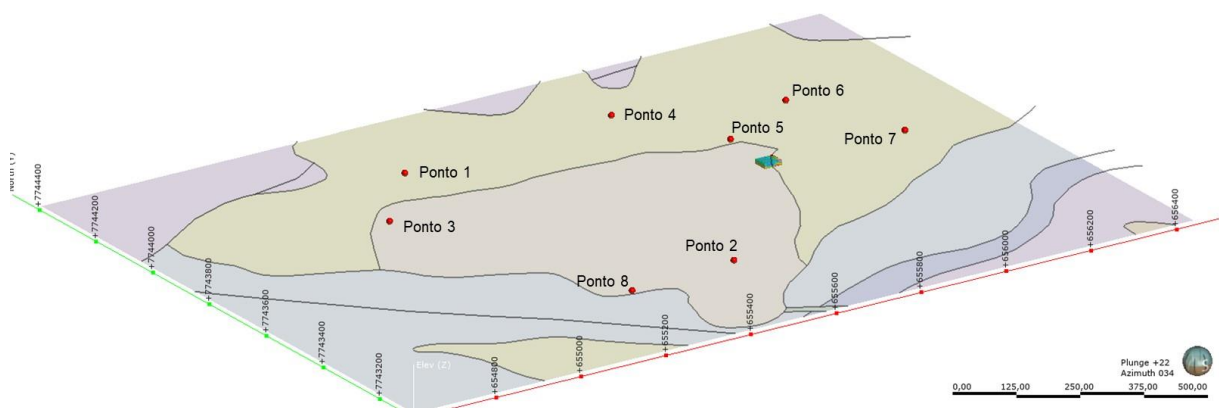 Ponto 6
Ponto 4
Ponto 5
Ponto 7
Ponto 1
Ponto 3
Ponto 2
Ponto 8
North (Y)
+7744400
+7744200
+7744000
+7743800
+7743600
+7743400
+7743200
Elev (Z)
+654800
+655000
+655200
+655400
+655600
+655800
+656000
+656200
+656400
Plunge +22
Azimuth 034
0,00 125,00 250,00 375,00 500,00